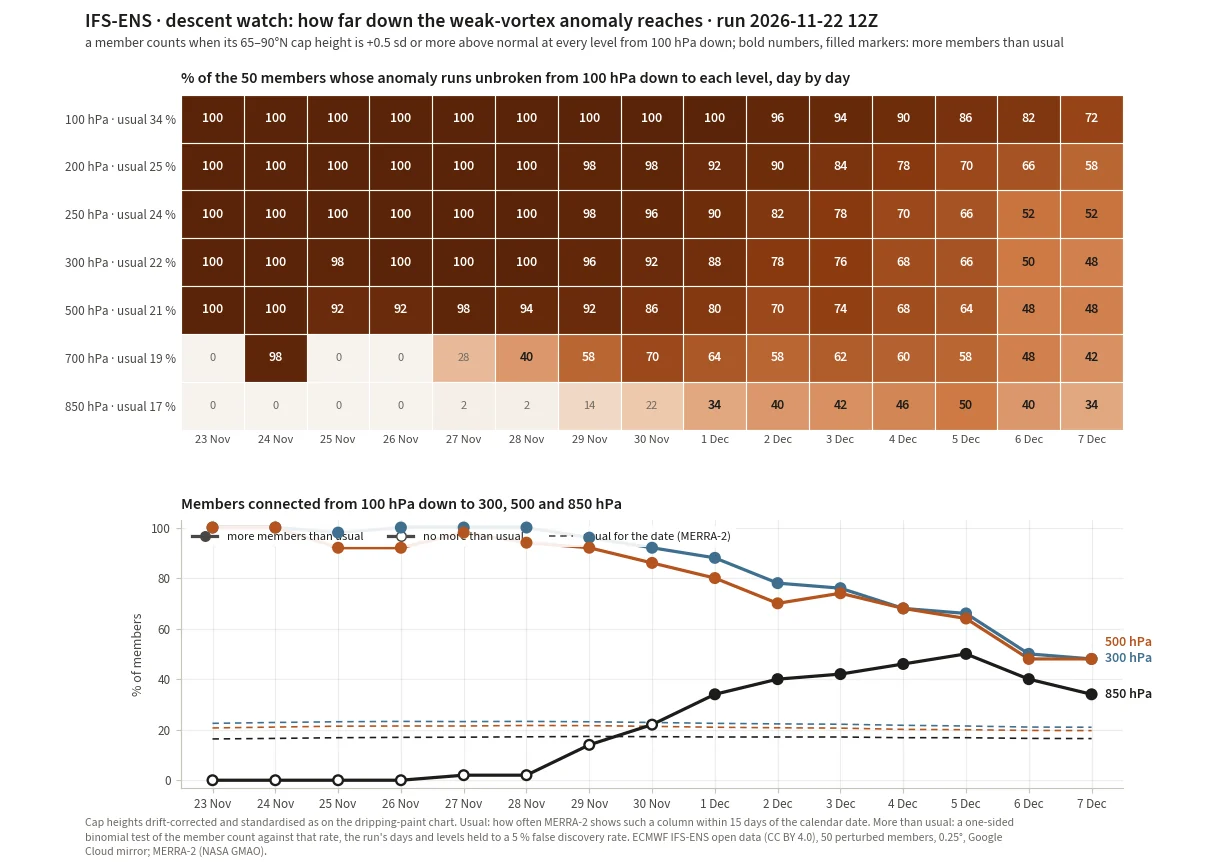 IFS-ENS · descent watch: how far down the weak-vortex anomaly reaches · run 2026-11-22 12Z
a member counts when its 65–90°N cap height is +0.5 sd or more above normal at every level from 100 hPa down; bold numbers, filled markers: more members than usual
% of the 50 members whose anomaly runs unbroken from 100 hPa down to each level, day by day
100 hPa · usual 34 % 100 100 100 100 100 100 100 100 100 96 94 90 86 82 72
200 hPa · usual 25 % 100 100 100 100 100 100 98 98 92 90 84 78 70 66 58
250 hPa · usual 24 % 100 100 100 100 100 100 98 96 90 82 78 70 66 52 52
300 hPa · usual 22 % 100 100 98 100 100 100 96 92 88 78 76 68 66 50 48
500 hPa · usual 21 % 100 100 92 92 98 94 92 86 80 70 74 68 64 48 48
700 hPa · usual 19 % 0 98 0 0 28 40 58 70 64 58 62 60 58 48 42
850 hPa · usual 17 % 0 0 0 0 2 2 14 22 34 40 42 46 50 40 34
23 Nov 24 Nov 25 Nov 26 Nov 27 Nov 28 Nov 29 Nov 30 Nov 1 Dec 2 Dec 3 Dec 4 Dec 5 Dec 6 Dec 7 Dec
Members connected from 100 hPa down to 300, 500 and 850 hPa
more members than usual no more than usual usual for the date (MERRA-2)
% of members
100
80
60
40
20
0
500 hPa
300 hPa
850 hPa
23 Nov 24 Nov 25 Nov 26 Nov 27 Nov 28 Nov 29 Nov 30 Nov 1 Dec 2 Dec 3 Dec 4 Dec 5 Dec 6 Dec 7 Dec
Cap heights drift-corrected and standardised as on the dripping-paint chart. Usual: how often MERRA-2 shows such a column within 15 days of the calendar date. More than usual: a one-sided
binomial test of the member count against that rate, the run's days and levels held to a 5 % false discovery rate. ECMWF IFS-ENS open data (CC BY 4.0), 50 perturbed members, 0.25°, Google
Cloud mirror; MERRA-2 (NASA GMAO).